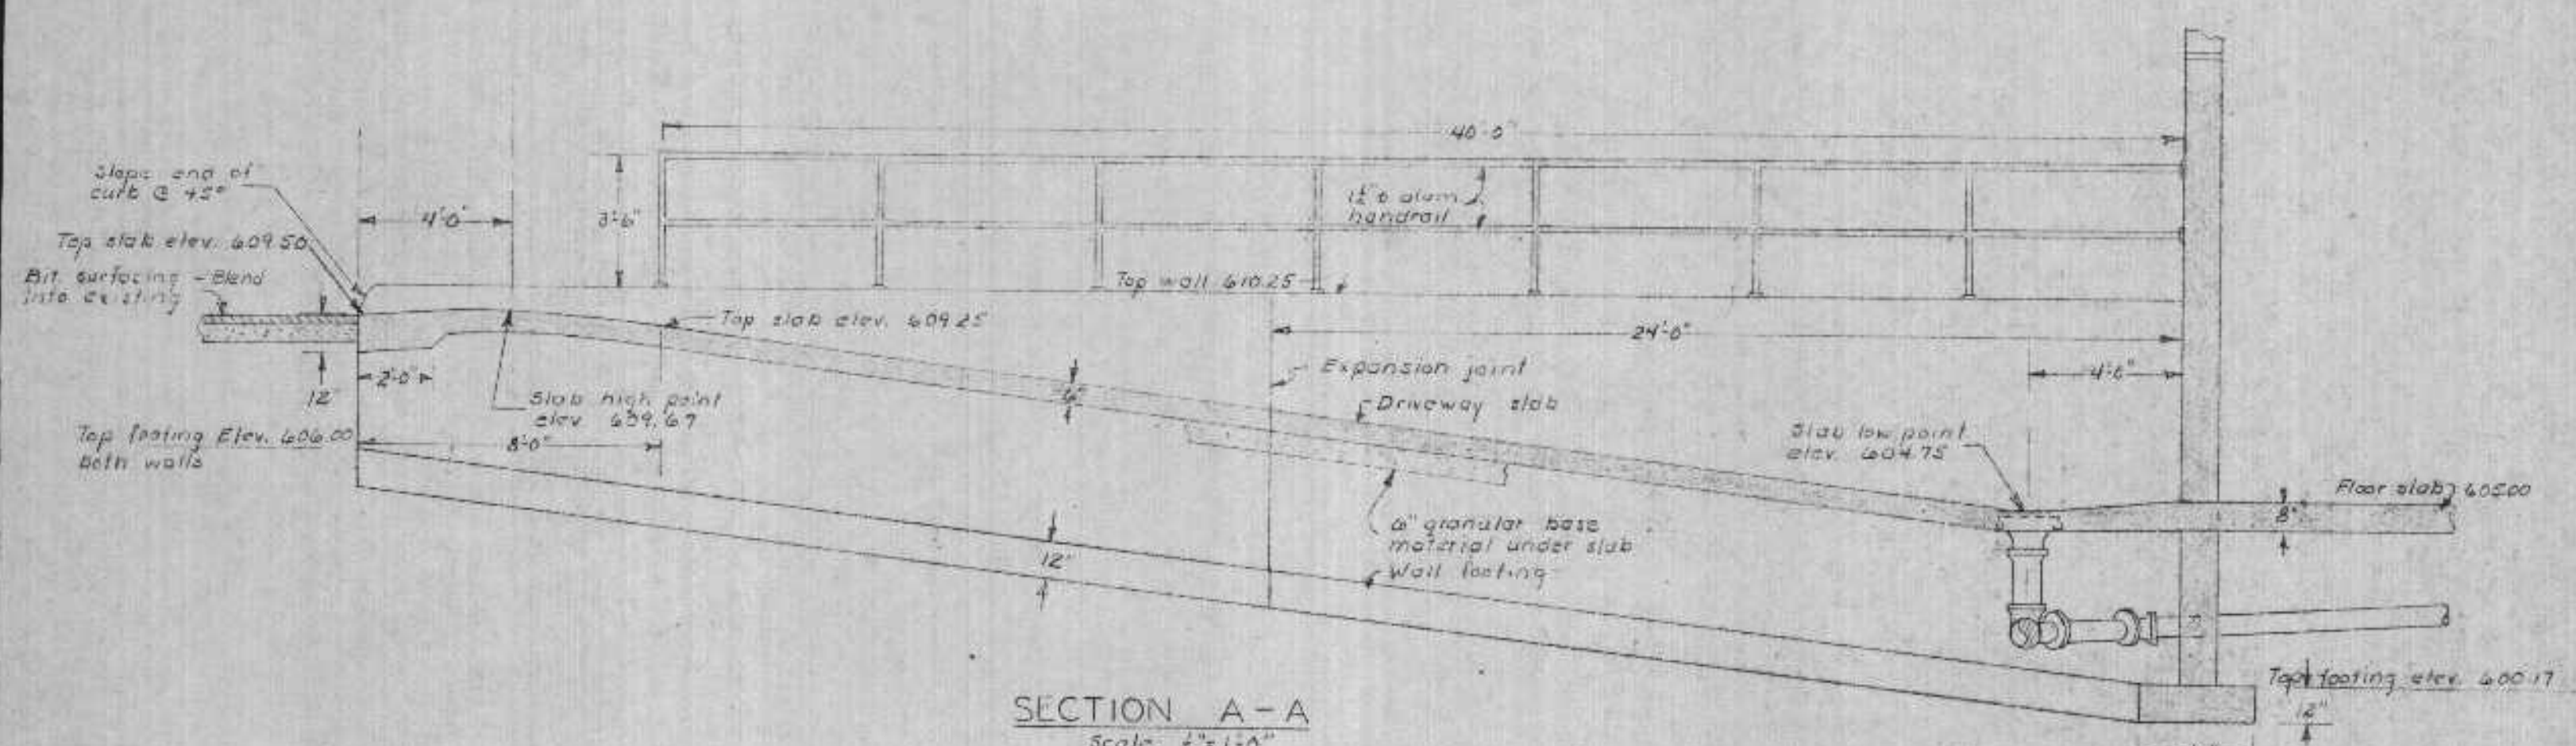 40'-0"
Slope end of
curb @ 45°
4'-0"
3'-6"
alum
handrail
Top slab elev. 609.50
Bit. surfacing - Blend
into existing
Top wall 610.25
Top slab elev. 609.25
24'-0"
Expansion joint
4'-0"
2'-0"
12"
6"
Slab high point
elev 609.67
Driveway slab
Top footing Elev. 606.00
Both walls
8'-0"
Slab low point
elev. 604.75
Floor slab 605.00
8"
6" granular base
material under slab
12"
Wall footing
Top footing elev. 600.17
12"
SECTION A-A
Scale